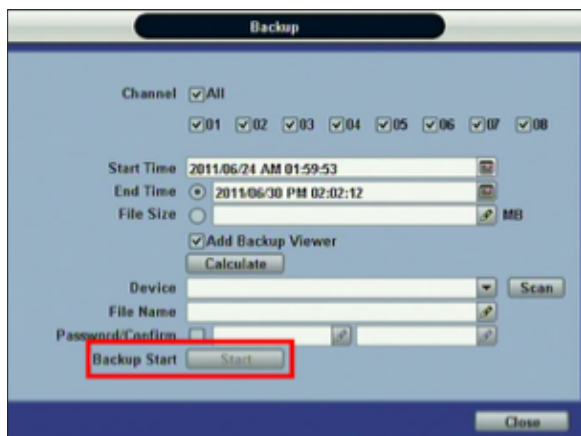 Backup
Channel All
01 02 03 04 05 06 07 08
Start Time 2011/06/24 AM 01:59:53
End Time 2011/06/30 PM 02:02:12
File Size MB
Add Backup Viewer
Calculate
Device Scan
File Name
Password/Confirm
Backup Start Start
Close